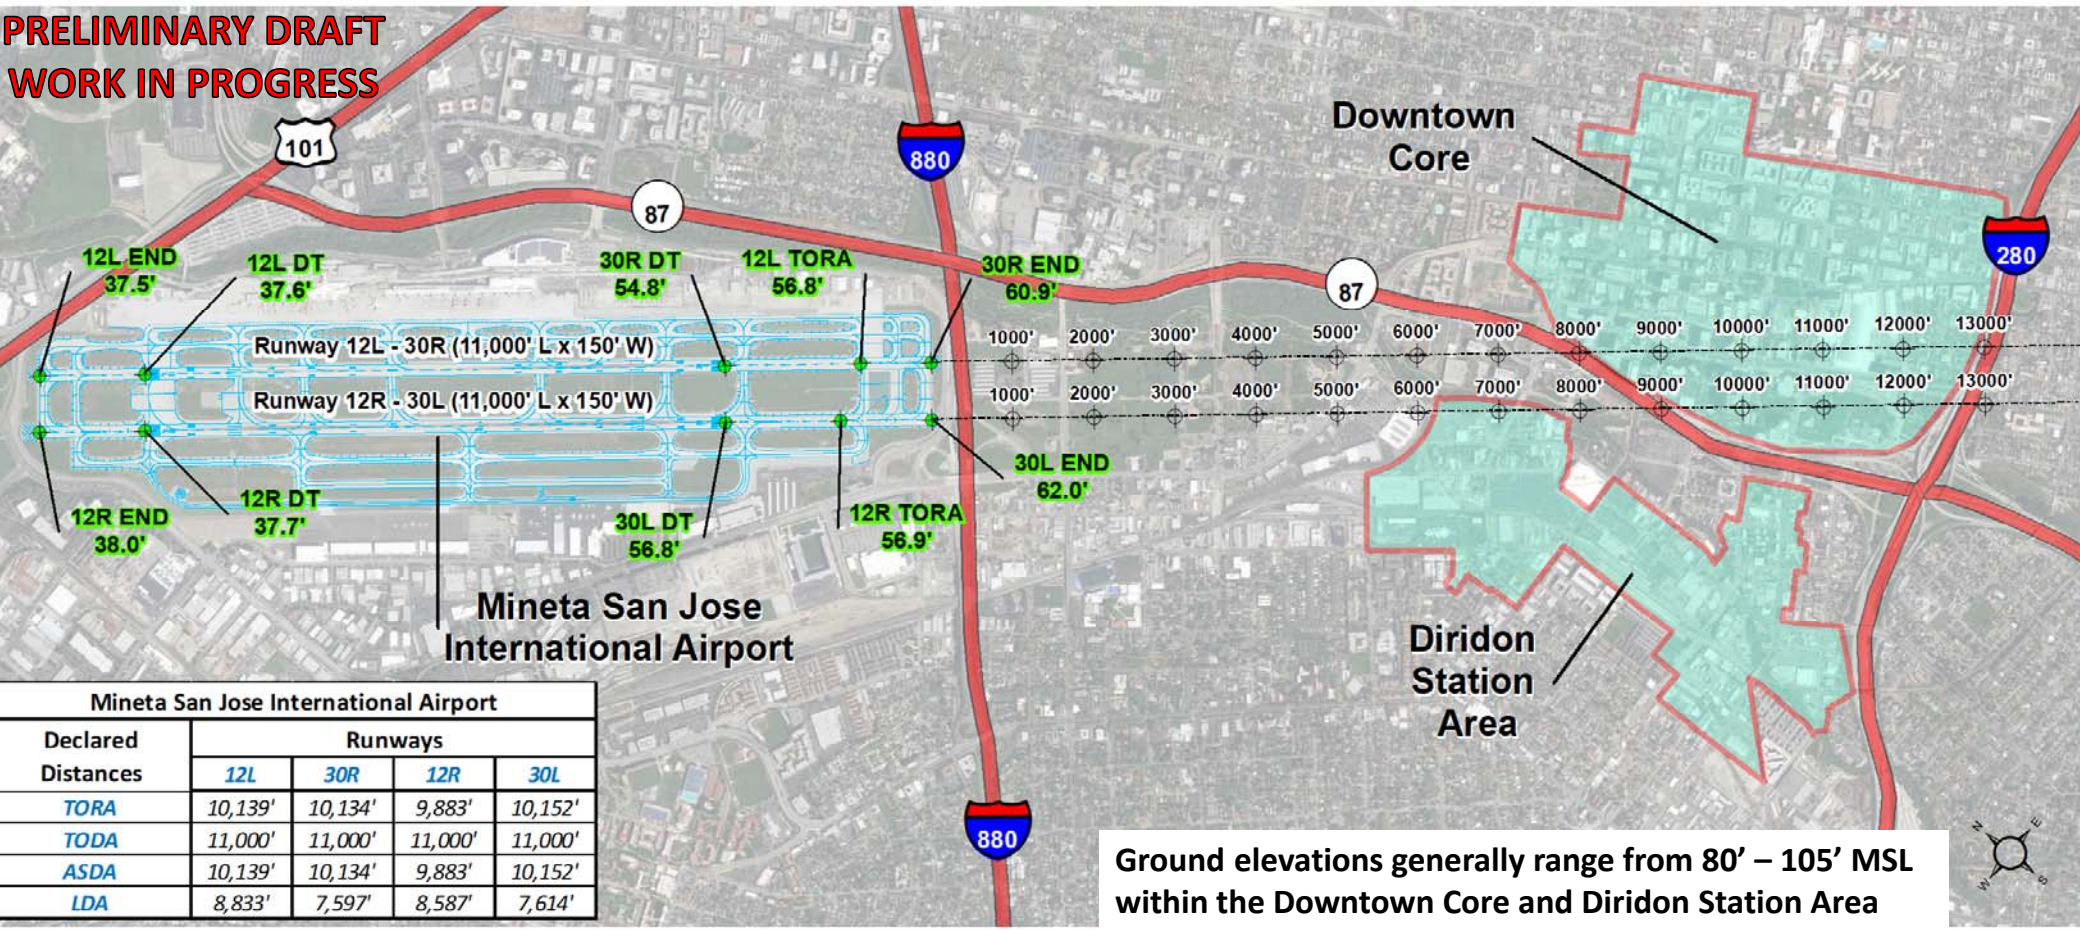 PRELIMINARY DRAFT
WORK IN PROGRESS
101
880
87
Downtown
Core
280
12L END
37.5'
12L DT
37.6'
30R DT
54.8'
12L TORA
56.8'
30R END
60.9'
87
Runway 12L - 30R (11,000' L x 150' W)
1000' 2000' 3000' 4000' 5000' 6000' 7000' 8000' 9000' 10000' 11000' 12000' 13000'
Runway 12R - 30L (11,000' L x 150' W)
1000' 2000' 3000' 4000' 5000' 6000' 7000' 8000' 9000' 10000' 11000' 12000' 13000'
12R END
38.0'
12R DT
37.7'
30L DT
56.8'
12R TORA
56.9'
30L END
62.0'
Mineta San Jose
International Airport
Diridon
Station
Area
Mineta San Jose International Airport
Declared Distances Runways
12L 30R 12R 30L
TORA 10,139' 10,134' 9,883' 10,152'
TODA 11,000' 11,000' 11,000' 11,000'
ASDA 10,139' 10,134' 9,883' 10,152'
LDA 8,833' 7,597' 8,587' 7,614'
880
Ground elevations generally range from 80’ – 105’ MSL
within the Downtown Core and Diridon Station Area
N
E
W
S